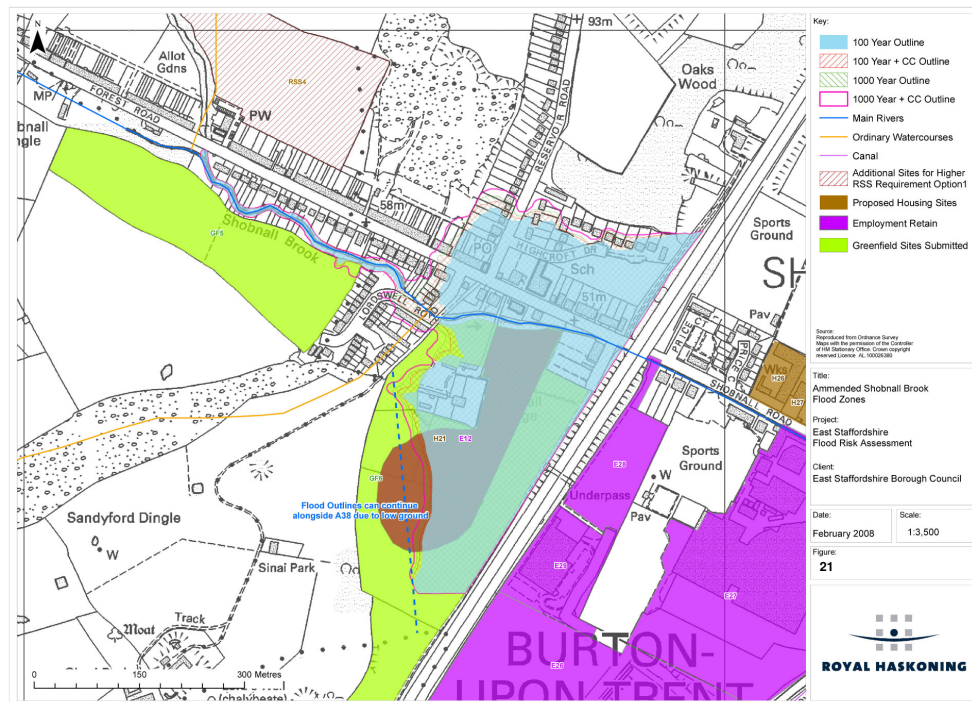 N
93m
Allot
Gdns
RSS4
MP
FOREST ROAD
PW
RESERVOIR ROAD
Oaks
Wood
58m
GF5
Shobnall
Brook
PO
GHCROFT DR
Sch
51m
Sports
Ground
SH
ORDSWELL ROAD
Pav
PRICE CT
Wks
H26
H27
SHOBNALL ROAD
H21
E12
GF6
Flood Outlines can continue
alongside A38 due to low ground
E28
Underpass
W
Sports
Ground
Pav
Sandyford Dingle
W
Sinai Park
E29
E27
Track
Moat
BURTON-
UPON TRENT
E26
0 150 300 Metres
(chalybeate)
Key:
100 Year Outline
100 Year + CC Outline
1000 Year Outline
1000 Year + CC Outline
Main Rivers
Ordinary Watercourses
Canal
Additional Sites for Higher
RSS Requirement Option1
Proposed Housing Sites
Employment Retain
Greenfield Sites Submitted
Source:
Reproduced from Ordnance Survey
Maps with the permission of the Controller
of HM Stationery Office. Crown copyright
reserved Licence AL 100026380
Title:
Ammended Shobnall Brook
Flood Zones
Project:
East Staffordshire
Flood Risk Assessment
Client:
East Staffordshire Borough Council
Date:
February 2008
Scale:
1:3,500
Figure:
21
ROYAL HASKONING